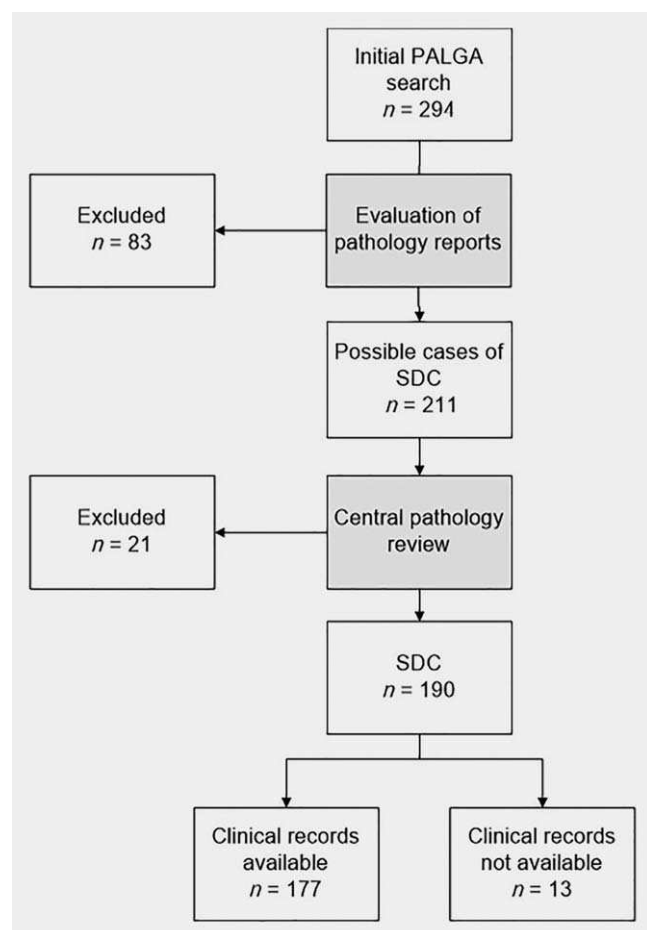 Initial PALGA
search
n = 294
Excluded
n = 83
Evaluation of
pathology reports
Possible cases of
SDC
n = 211
Excluded
n = 21
Central pathology
review
SDC
n = 190
Clinical records
available
n = 177
Clinical records
not available
n = 13